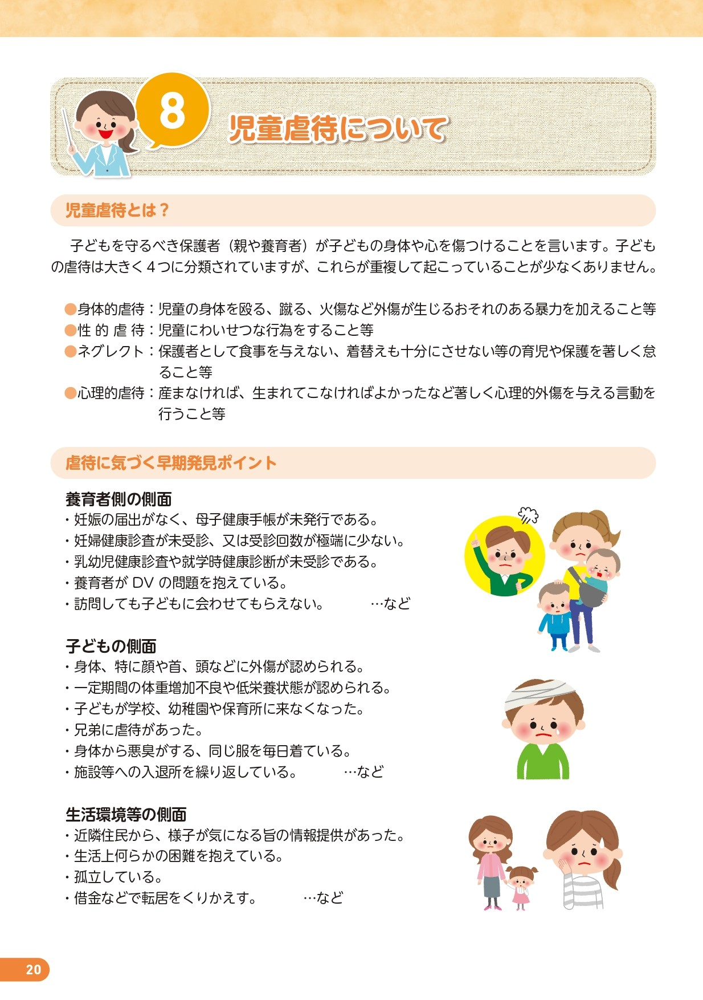 8
児童虐待について
児童虐待とは？
子どもを守るべき保護者（親や養育者）が子どもの身体や心を傷つけることを言います。子ども
の虐待は大きく４つに分類されていますが、これらが重複して起こっていることが少なくありません。
●身体的虐待：児童の身体を殴る、蹴る、火傷など外傷が生じるおそれのある暴力を加えること等
●性 的 虐 待：児童にわいせつな行為をすること等
●ネグレクト：保護者として食事を与えない、着替えも十分にさせない等の育児や保護を著しく怠
ること等
●心理的虐待：産まなければ、生まれてこなければよかったなど著しく心理的外傷を与える言動を
行うこと等
虐待に気づく早期発見ポイント
養育者側の側面
・妊娠の届出がなく、母子健康手帳が未発行である。
・妊婦健康診査が未受診、又は受診回数が極端に少ない。
・乳幼児健康診査や就学時健康診断が未受診である。
・養育者が DV の問題を抱えている。
・訪問しても子どもに会わせてもらえない。 …など
子どもの側面
・身体、特に顔や首、頭などに外傷が認められる。
・一定期間の体重増加不良や低栄養状態が認められる。
・子どもが学校、幼稚園や保育所に来なくなった。
・兄弟に虐待があった。
・身体から悪臭がする、同じ服を毎日着ている。
・施設等への入退所を繰り返している。 …など
生活環境等の側面
・近隣住民から、様子が気になる旨の情報提供があった。
・生活上何らかの困難を抱えている。
・孤立している。
・借金などで転居をくりかえす。 …など
20